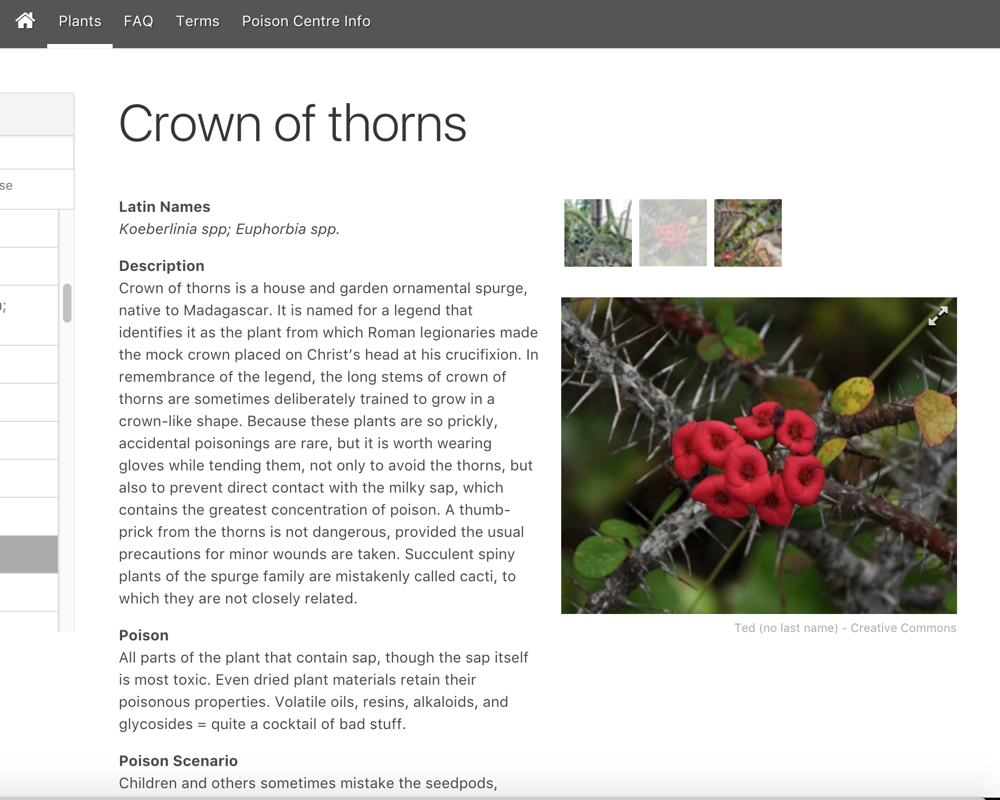 Plants FAQ Terms Poison Centre Info
Crown of thorns
se
;
Latin Names
Koeberlinia spp; Euphorbia spp.
Description
Crown of thorns is a house and garden ornamental spurge,
native to Madagascar. It is named for a legend that
identifies it as the plant from which Roman legionaries made
the mock crown placed on Christ’s head at his crucifixion. In
remembrance of the legend, the long stems of crown of
thorns are sometimes deliberately trained to grow in a
crown-like shape. Because these plants are so prickly,
accidental poisonings are rare, but it is worth wearing
gloves while tending them, not only to avoid the thorns, but
also to prevent direct contact with the milky sap, which
contains the greatest concentration of poison. A thumb-
prick from the thorns is not dangerous, provided the usual
precautions for minor wounds are taken. Succulent spiny
plants of the spurge family are mistakenly called cacti, to
which they are not closely related.
Poison
All parts of the plant that contain sap, though the sap itself
is most toxic. Even dried plant materials retain their
poisonous properties. Volatile oils, resins, alkaloids, and
glycosides = quite a cocktail of bad stuff.
Poison Scenario
Children and others sometimes mistake the seedpods,
Ted (no last name) - Creative Commons